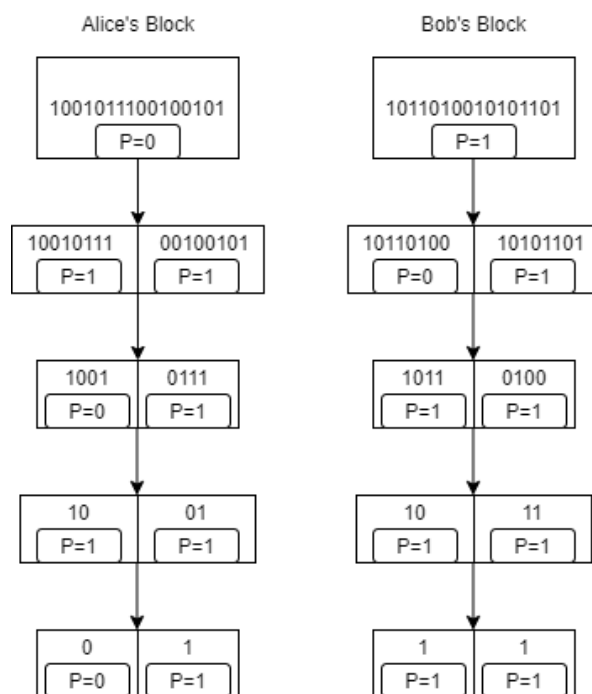 Alice's Block Bob's Block
1001011100100101 1011010010101101
P=0 P=1
10010111 00100101 10110100 10101101
P=1 P=1 P=0 P=1
1001 0111 1011 0100
P=0 P=1 P=1 P=1
10 01 10 11
P=1 P=1 P=1 P=1
0 1 1 1
P=0 P=1 P=1 P=1